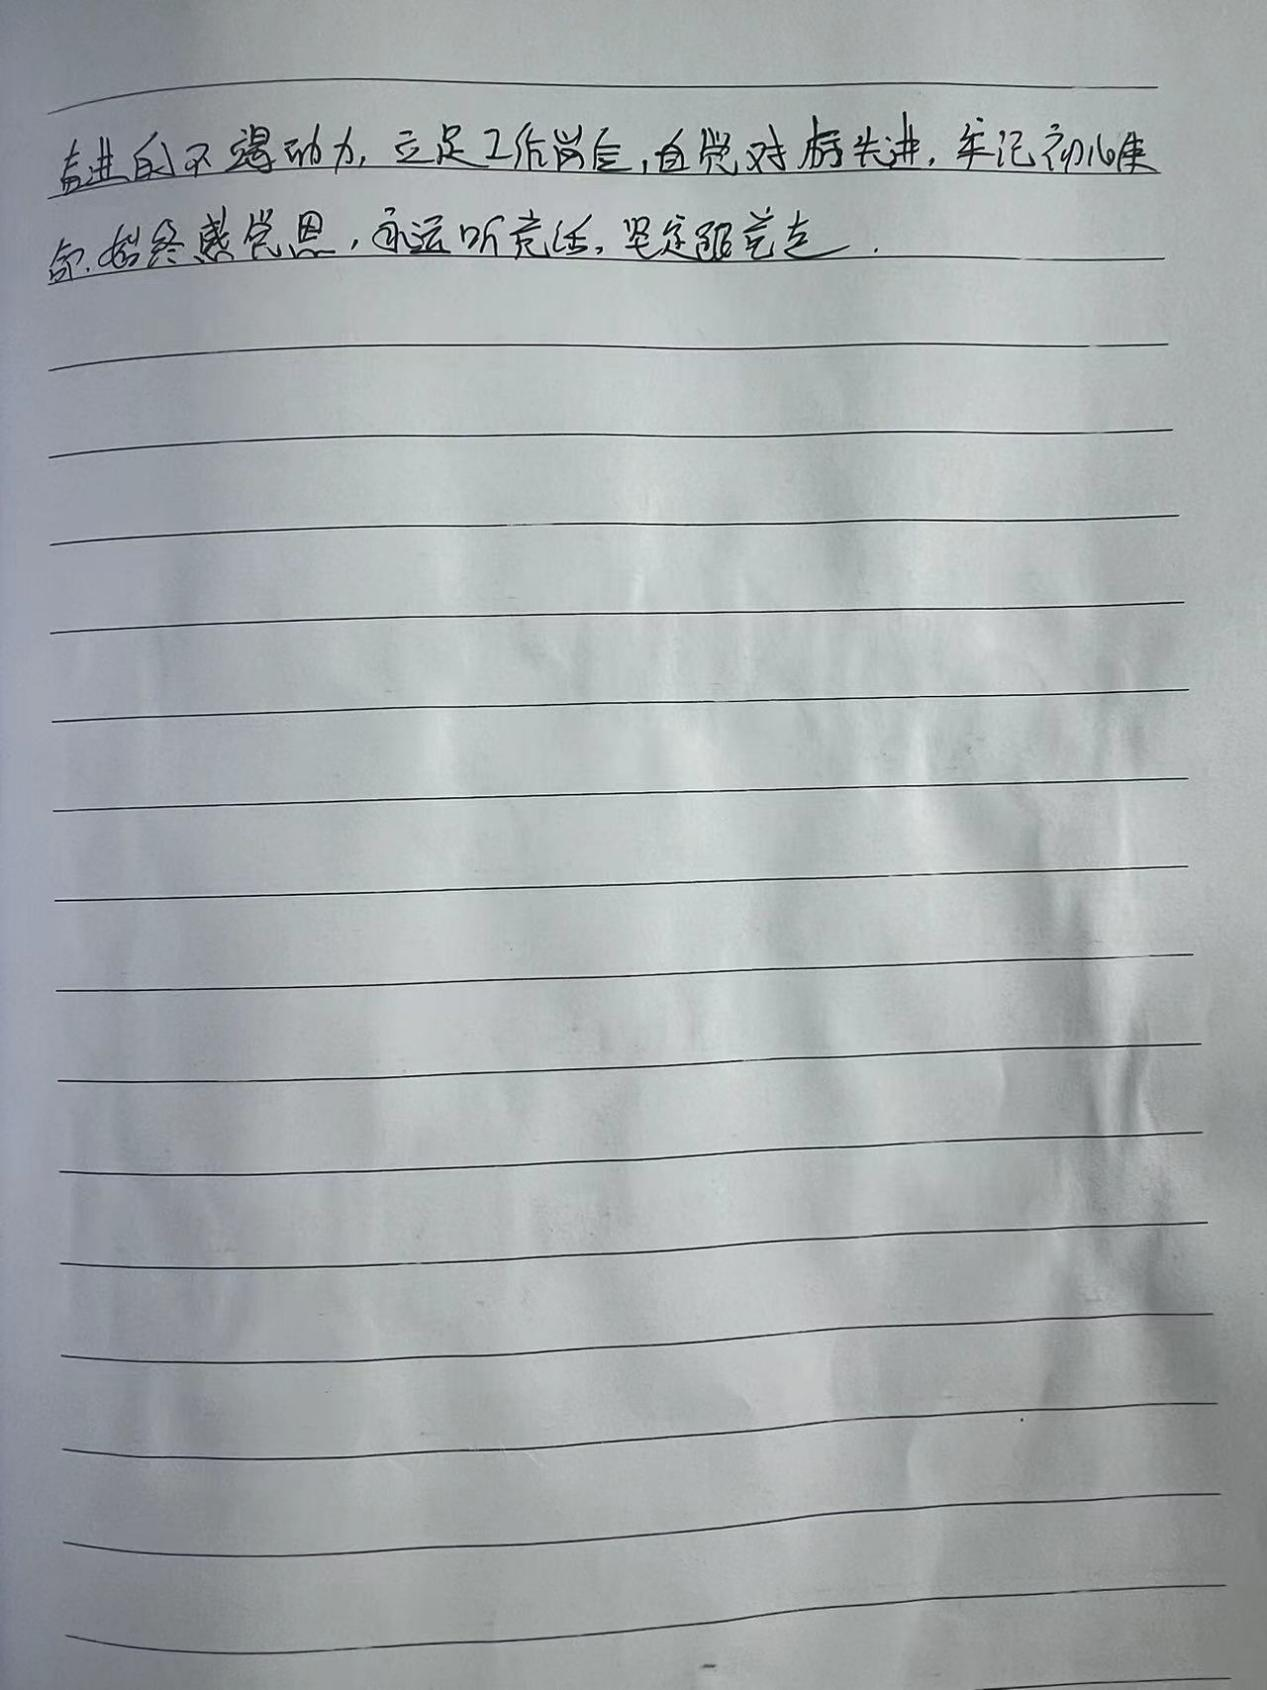 奋进的不竭动力，立足工作岗位，自觉对标先进，牢记初心使
命，始终感党恩，永远听党话，坚定跟党走．